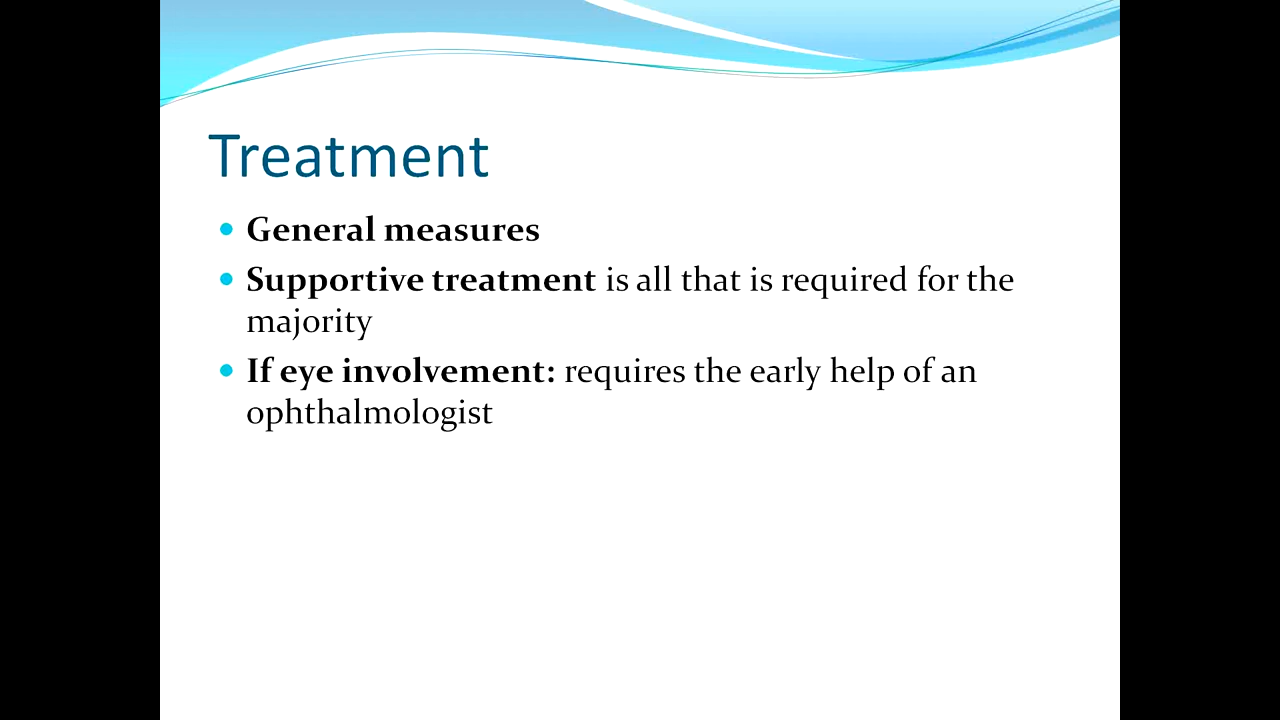 Treatment
General measures
Supportive treatment is all that is required for the
majority
If eye involvement: requires the early help of an
ophthalmologist